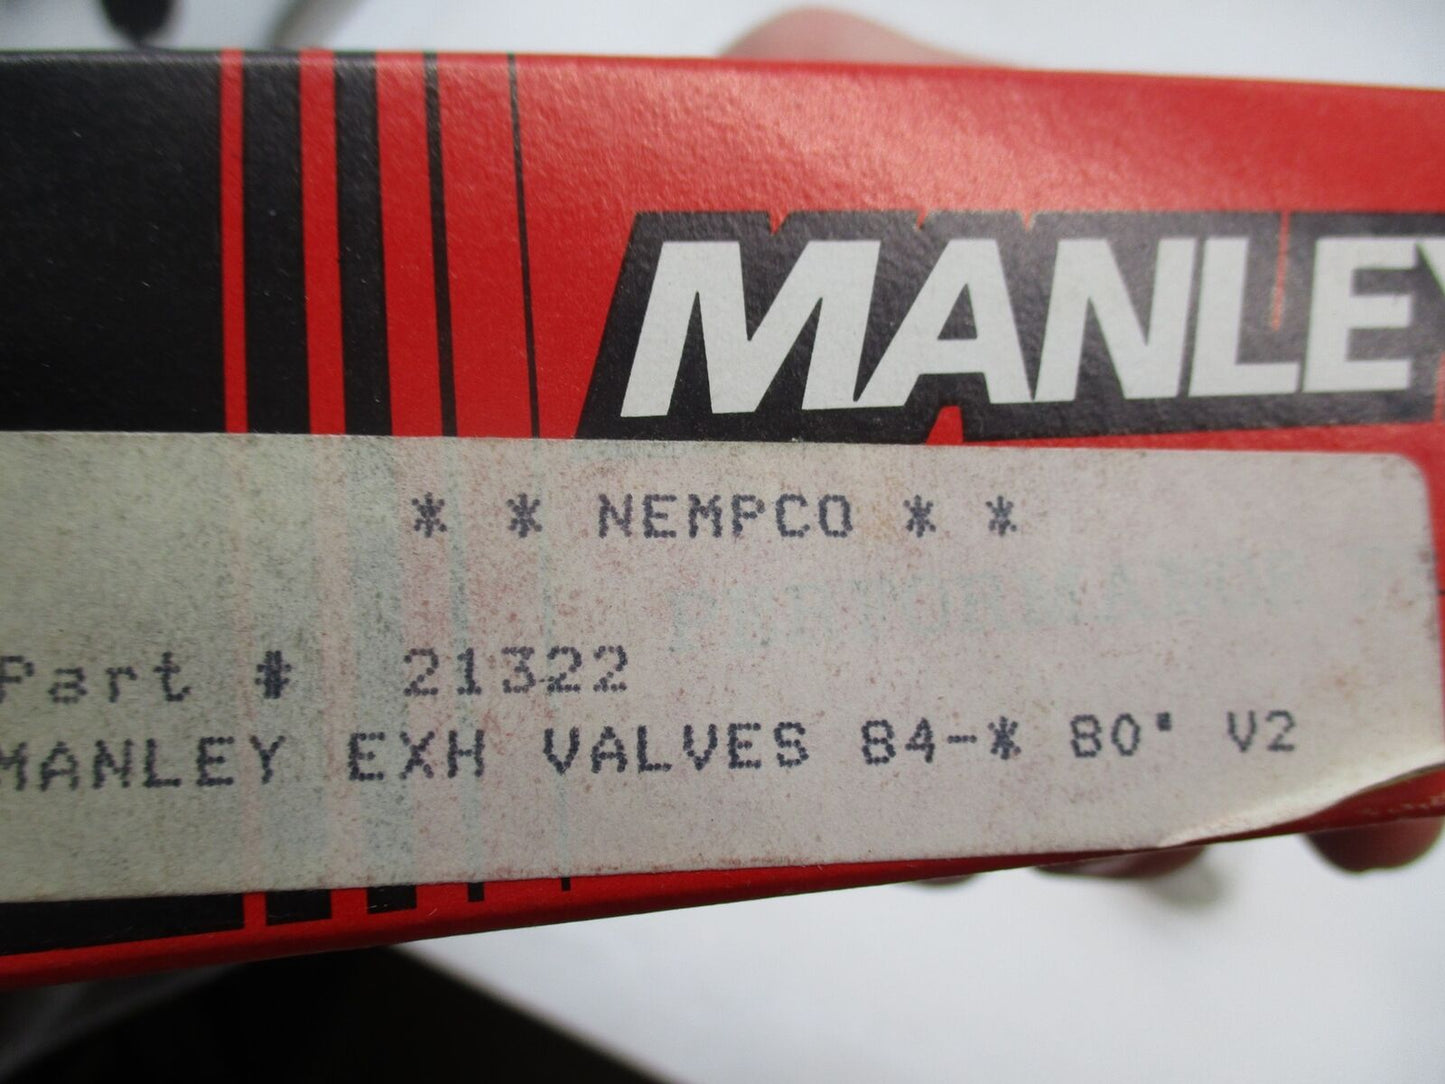 MANLEY
* * NEMPCO * *
Part # 21322
MANLEY EXH VALVES 84-* 80" V2